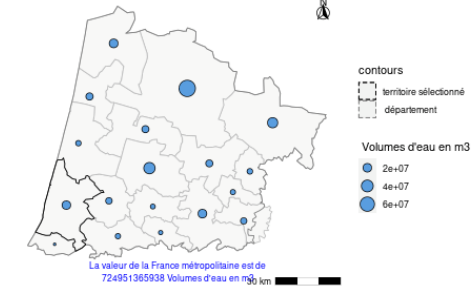 contours
territoire sélectionné
département
Volumes d'eau en m3
2e+07
4e+07
6e+07
La valeur de la France métropolitaine est de
724951365938 Volumes d'eau en m3
30 km